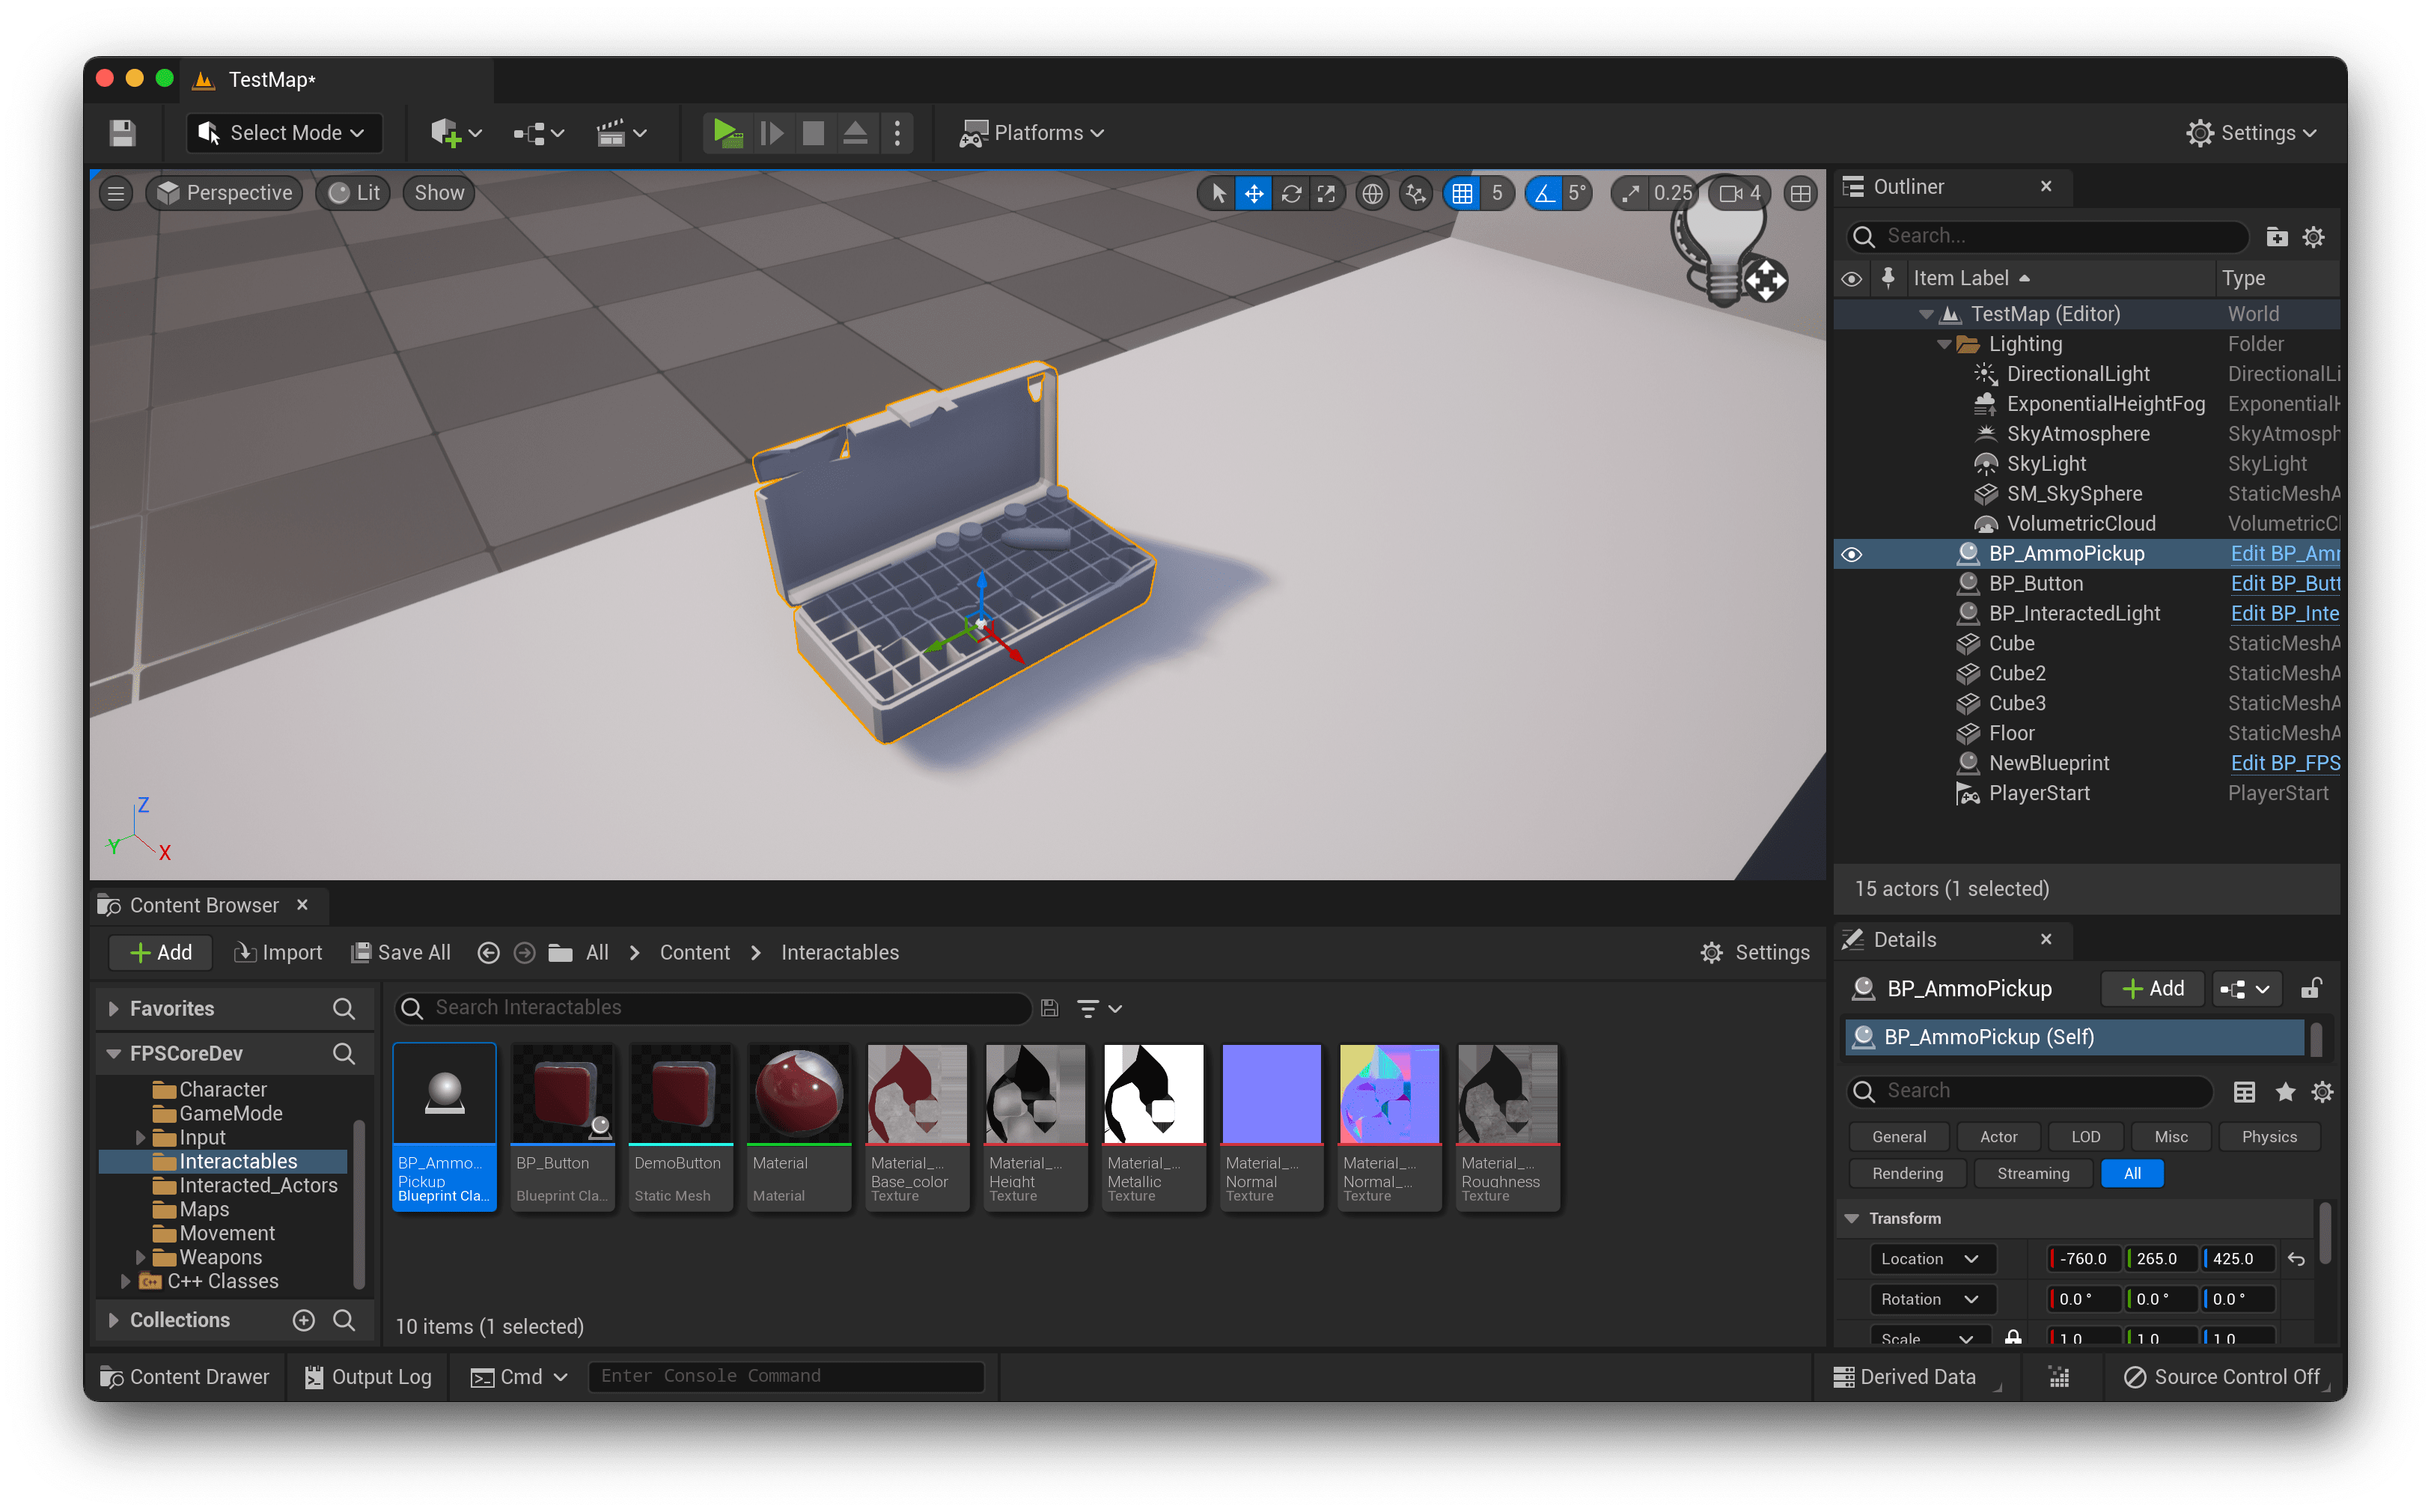 TestMap*
Select Mode
Platforms
Settings
Perspective
Lit
Show
5
5°
0.25
4
Z
Y
X
Outliner
Search...
Item Label
Type
TestMap (Editor) World
Lighting Folder
DirectionalLight DirectionalLi
ExponentialHeightFog ExponentialH
SkyAtmosphere SkyAtmosph
SkyLight SkyLight
SM_SkySphere StaticMeshA
VolumetricCloud VolumetricCl
BP_AmmoPickup Edit BP_Amm
BP_Button Edit BP_Butt
BP_InteractedLight Edit BP_Inte
Cube StaticMeshA
Cube2 StaticMeshA
Cube3 StaticMeshA
Floor StaticMeshA
NewBlueprint Edit BP_FPS
PlayerStart PlayerStart
15 actors (1 selected)
Content Browser
Add
Import
Save All
All
Content
Interactables
Settings
Favorites
FPSCoreDev
Character
GameMode
Input
Interactables
Interacted_Actors
Maps
Movement
Weapons
C++ Classes
Collections
Search Interactables
BP_Ammo...
Pickup
Blueprint Cla...
BP_Button
Blueprint Cla...
DemoButton
Static Mesh
Material
Material
Material_...
Base_color
Texture
Material_...
Height
Texture
Material_...
Metallic
Texture
Material_...
Normal
Texture
Material_...
Normal_...
Texture
Material_...
Roughness
Texture
10 items (1 selected)
Details
BP_AmmoPickup
Add
BP_AmmoPickup (Self)
Search
General
Actor
LOD
Misc
Physics
Rendering
Streaming
All
Transform
Location -760.0 265.0 425.0
Rotation 0.0 ° 0.0 ° 0.0 °
Scale 1.0 1.0 1.0
Content Drawer
Output Log
Cmd
Enter Console Command
Derived Data
Source Control Off